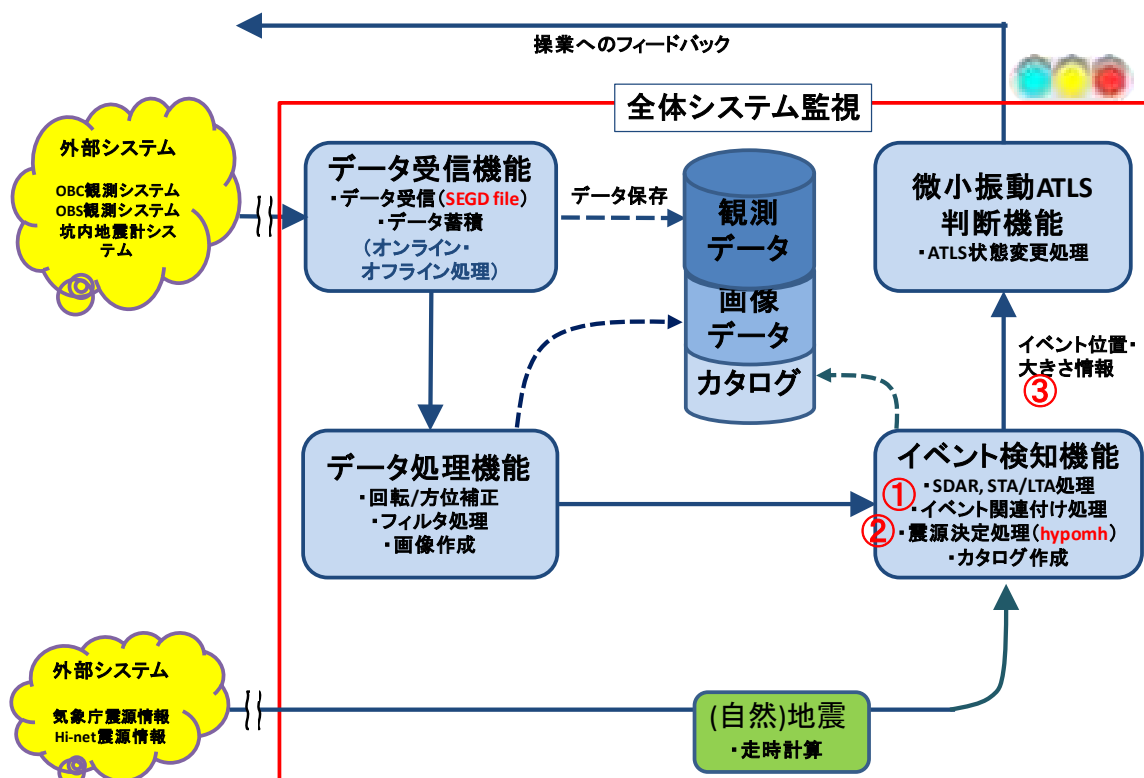 操業へのフィードバック
全体システム監視
外部システム
OBC観測システム
OBS観測システム
坑内地震計シス
テム
データ受信機能
・データ受信(SEGD file)
・データ蓄積
(オンライン・
オフライン処理)
データ保存
観測
データ
画像
データ
カタログ
微小振動ATLS
判断機能
・ATLS状態変更処理
イベント位置・
大きさ情報
③
データ処理機能
・回転/方位補正
・フィルタ処理
・画像作成
イベント検知機能
① ・SDAR, STA/LTA処理
・イベント関連付け処理
② ・震源決定処理(hypomh)
・カタログ作成
外部システム
気象庁震源情報
Hi-net震源情報
(自然)地震
・走時計算